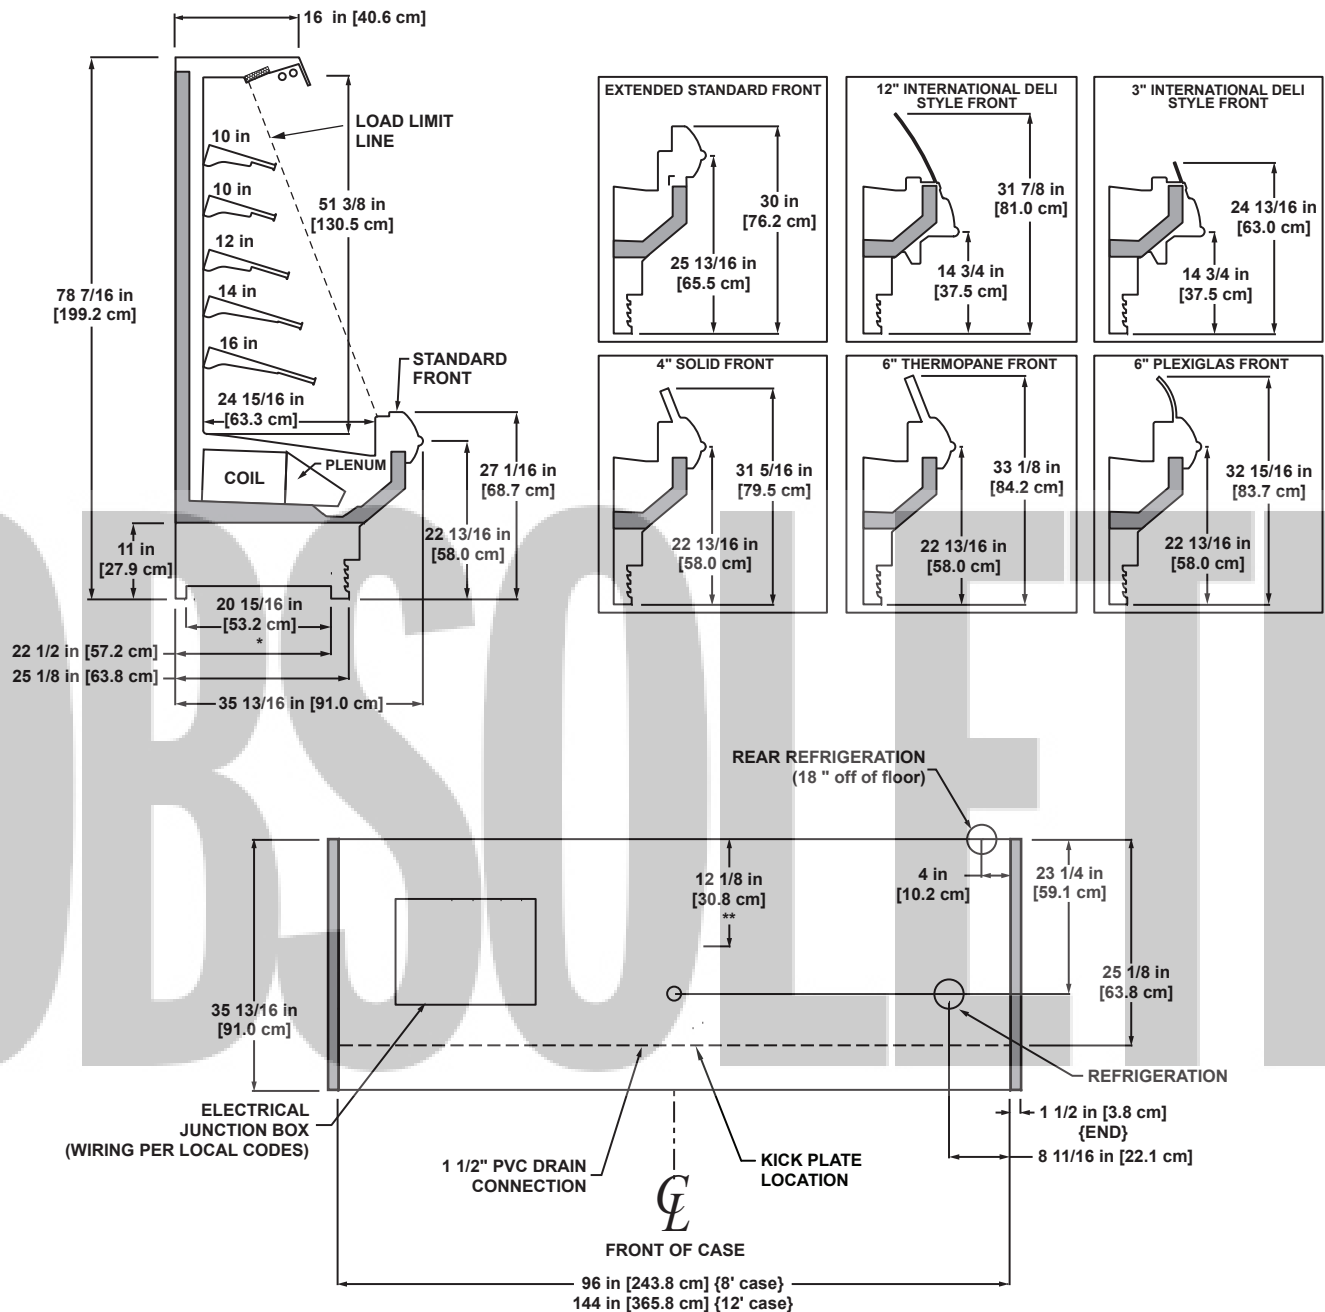 16 in [40.6 cm]
LOAD LIMIT
LINE
10 in
10 in
12 in
14 in
16 in
51 3/8 in
[130.5 cm]
78 7/16 in
[199.2 cm]
STANDARD
FRONT
24 15/16 in
[63.3 cm]
COIL
PLENUM
27 1/16 in
[68.7 cm]
22 13/16 in
[58.0 cm]
11 in
[27.9 cm]
20 15/16 in
[53.2 cm]
*
22 1/2 in [57.2 cm]
25 1/8 in [63.8 cm]
35 13/16 in [91.0 cm]
EXTENDED STANDARD FRONT
30 in
[76.2 cm]
25 13/16 in
[65.5 cm]
12" INTERNATIONAL DELI
STYLE FRONT
31 7/8 in
[81.0 cm]
14 3/4 in
[37.5 cm]
3" INTERNATIONAL DELI
STYLE FRONT
24 13/16 in
[63.0 cm]
14 3/4 in
[37.5 cm]
4" SOLID FRONT
31 5/16 in
[79.5 cm]
22 13/16 in
[58.0 cm]
6" THERMOPANE FRONT
33 1/8 in
[84.2 cm]
22 13/16 in
[58.0 cm]
6" PLEXIGLAS FRONT
32 15/16 in
[83.7 cm]
22 13/16 in
[58.0 cm]
OBSOLETE
REAR REFRIGERATION
(18 " off of floor)
12 1/8 in
[30.8 cm]
**
4 in
[10.2 cm]
23 1/4 in
[59.1 cm]
25 1/8 in
[63.8 cm]
35 13/16 in
[91.0 cm]
REFRIGERATION
ELECTRICAL
JUNCTION BOX
(WIRING PER LOCAL CODES)
1 1/2 in [3.8 cm]
{END}
8 11/16 in [22.1 cm]
1 1/2" PVC DRAIN
CONNECTION
KICK PLATE
LOCATION
CL
FRONT OF CASE
96 in [243.8 cm] {8' case}
144 in [365.8 cm] {12' case}